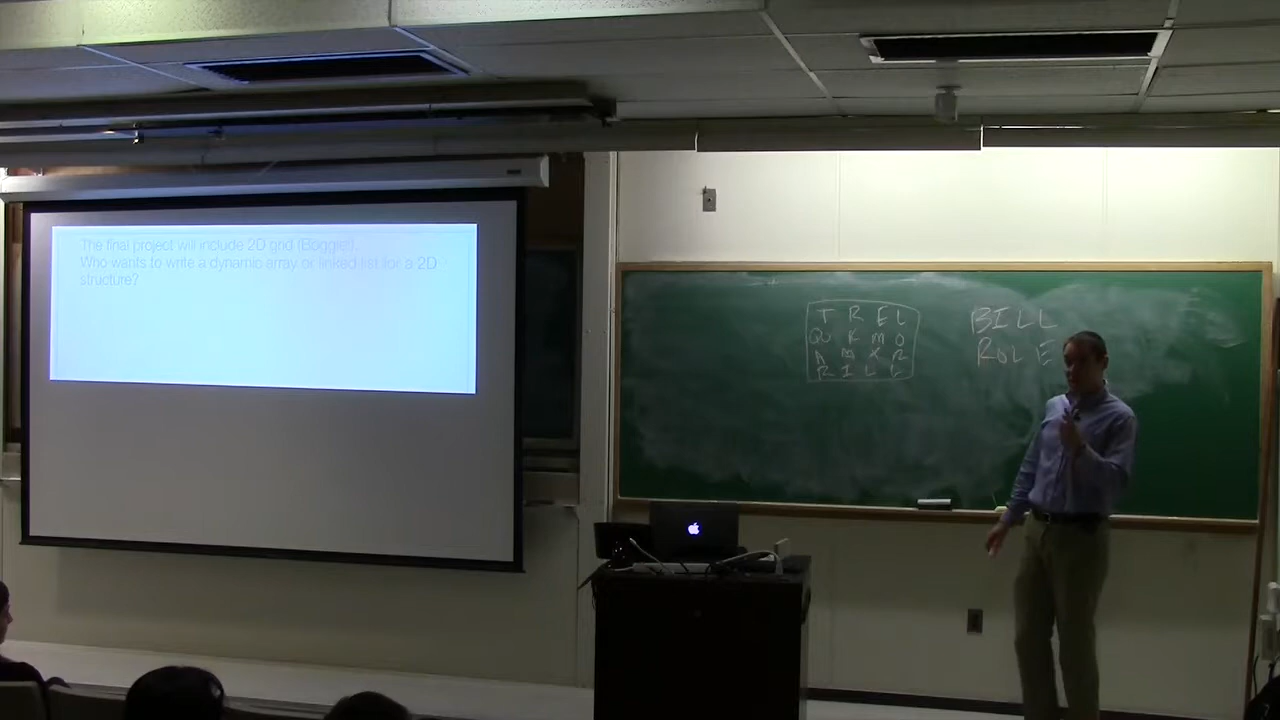 The final project will include 2D grid (Boggle!).
Who wants to write a dynamic array or linked list for a 2D
structure?
T R E L
QU K M O
A M X R
R I L L
BILL
ROLE